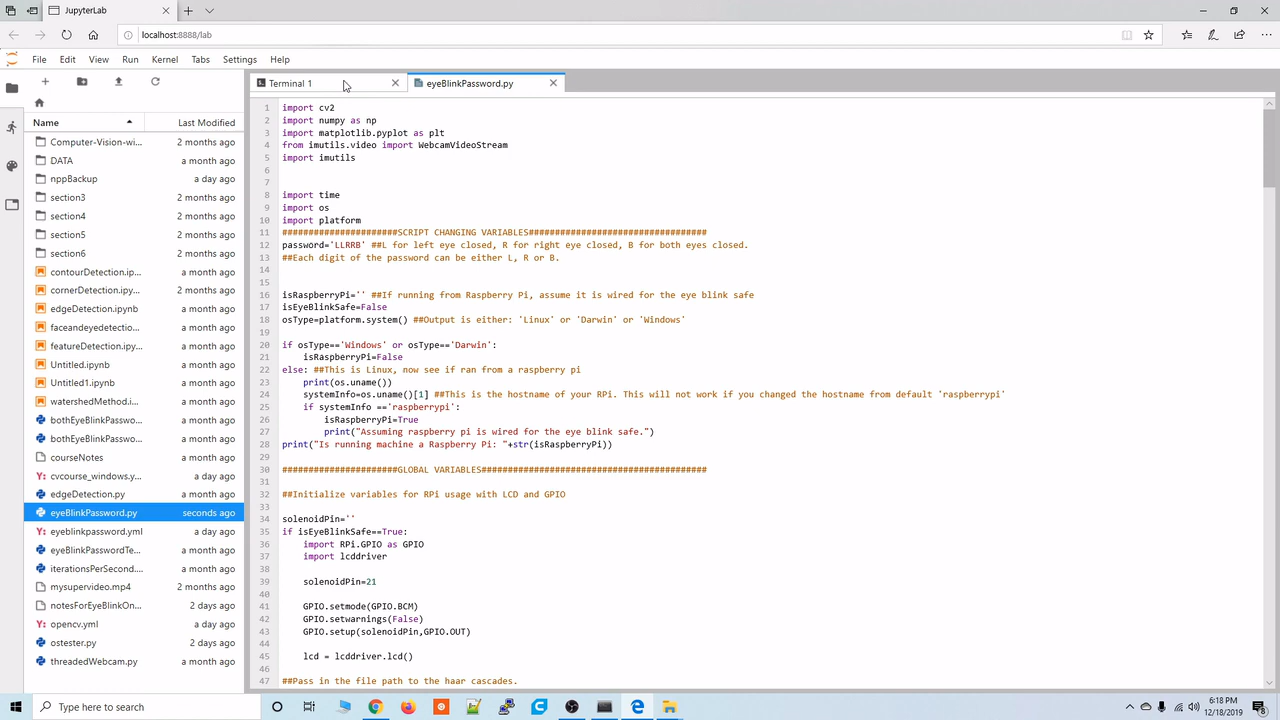 JupyterLab
localhost:8888/lab
File Edit View Run Kernel Tabs Settings Help
Terminal 1
eyeBlinkPassword.py
Name Last Modified
Computer-Vision-wi... 2 months ago
DATA 2 months ago
nppBackup a day ago
section3 2 months ago
section4 2 months ago
section5 2 months ago
section6 2 months ago
contourDetection.ip... a month ago
cornerDetection.ipy... 2 months ago
edgeDetection.ipynb a month ago
faceandeyedetectio... a month ago
featureDetection.ip... a month ago
Untitled.ipynb a month ago
Untitled1.ipynb a month ago
watershedMethod.i... a month ago
bothEyeBlinkPasswo... a month ago
bothEyeBlinkPasswo... a month ago
courseNotes a month ago
cvcourse_windows.y... a day ago
edgeDetection.py a month ago
eyeBlinkPassword.py seconds ago
eyeblinkpassword.yml a day ago
eyeBlinkPasswordTe... a month ago
iterationsPerSecond.... a month ago
mysupervideo.mp4 2 months ago
notesForEyeBlinkOn... 2 days ago
opencv.yml a month ago
ostester.py 2 days ago
threadedWebcam.py a month ago
1 import cv2
2 import numpy as np
3 import matplotlib.pyplot as plt
4 from imutils.video import WebcamVideoStream
5 import imutils
6
7
8 import time
9 import os
10 import platform
11 ######################SCRIPT CHANGING VARIABLES##################################
12 password='LLRRB' ##L for left eye closed, R for right eye closed, B for both eyes closed.
13 ##Each digit of the password can be either L, R or B.
14
15
16 isRaspberryPi='' ##If running from Raspberry Pi, assume it is wired for the eye blink safe
17 isEyeBlinkSafe=False
18 osType=platform.system() ##Output is either: 'Linux' or 'Darwin' or 'Windows'
19
20 if osType=='Windows' or osType=='Darwin':
21 isRaspberryPi=False
22 else: ##This is Linux, now see if ran from a raspberry pi
23 print(os.uname())
24 systemInfo=os.uname()[1] ##This is the hostname of your RPi. This will not work if you changed the hostname from default 'raspberrypi'
25 if systemInfo =='raspberrypi':
26 isRaspberryPi=True
27 print("Assuming raspberry pi is wired for the eye blink safe.")
28 print("Is running machine a Raspberry Pi: "+str(isRaspberryPi))
29
30 ######################GLOBAL VARIABLES###########################################
31
32 ##Initialize variables for RPi usage with LCD and GPIO
33
34 solenoidPin=''
35 if isEyeBlinkSafe==True:
36 import RPi.GPIO as GPIO
37 import lcddriver
38
39 solenoidPin=21
40
41 GPIO.setmode(GPIO.BCM)
42 GPIO.setwarnings(False)
43 GPIO.setup(solenoidPin,GPIO.OUT)
44
45 lcd = lcddriver.lcd()
46
47 ##Pass in the file path to the haar cascades.
Type here to search
6:18 PM
12/18/2019